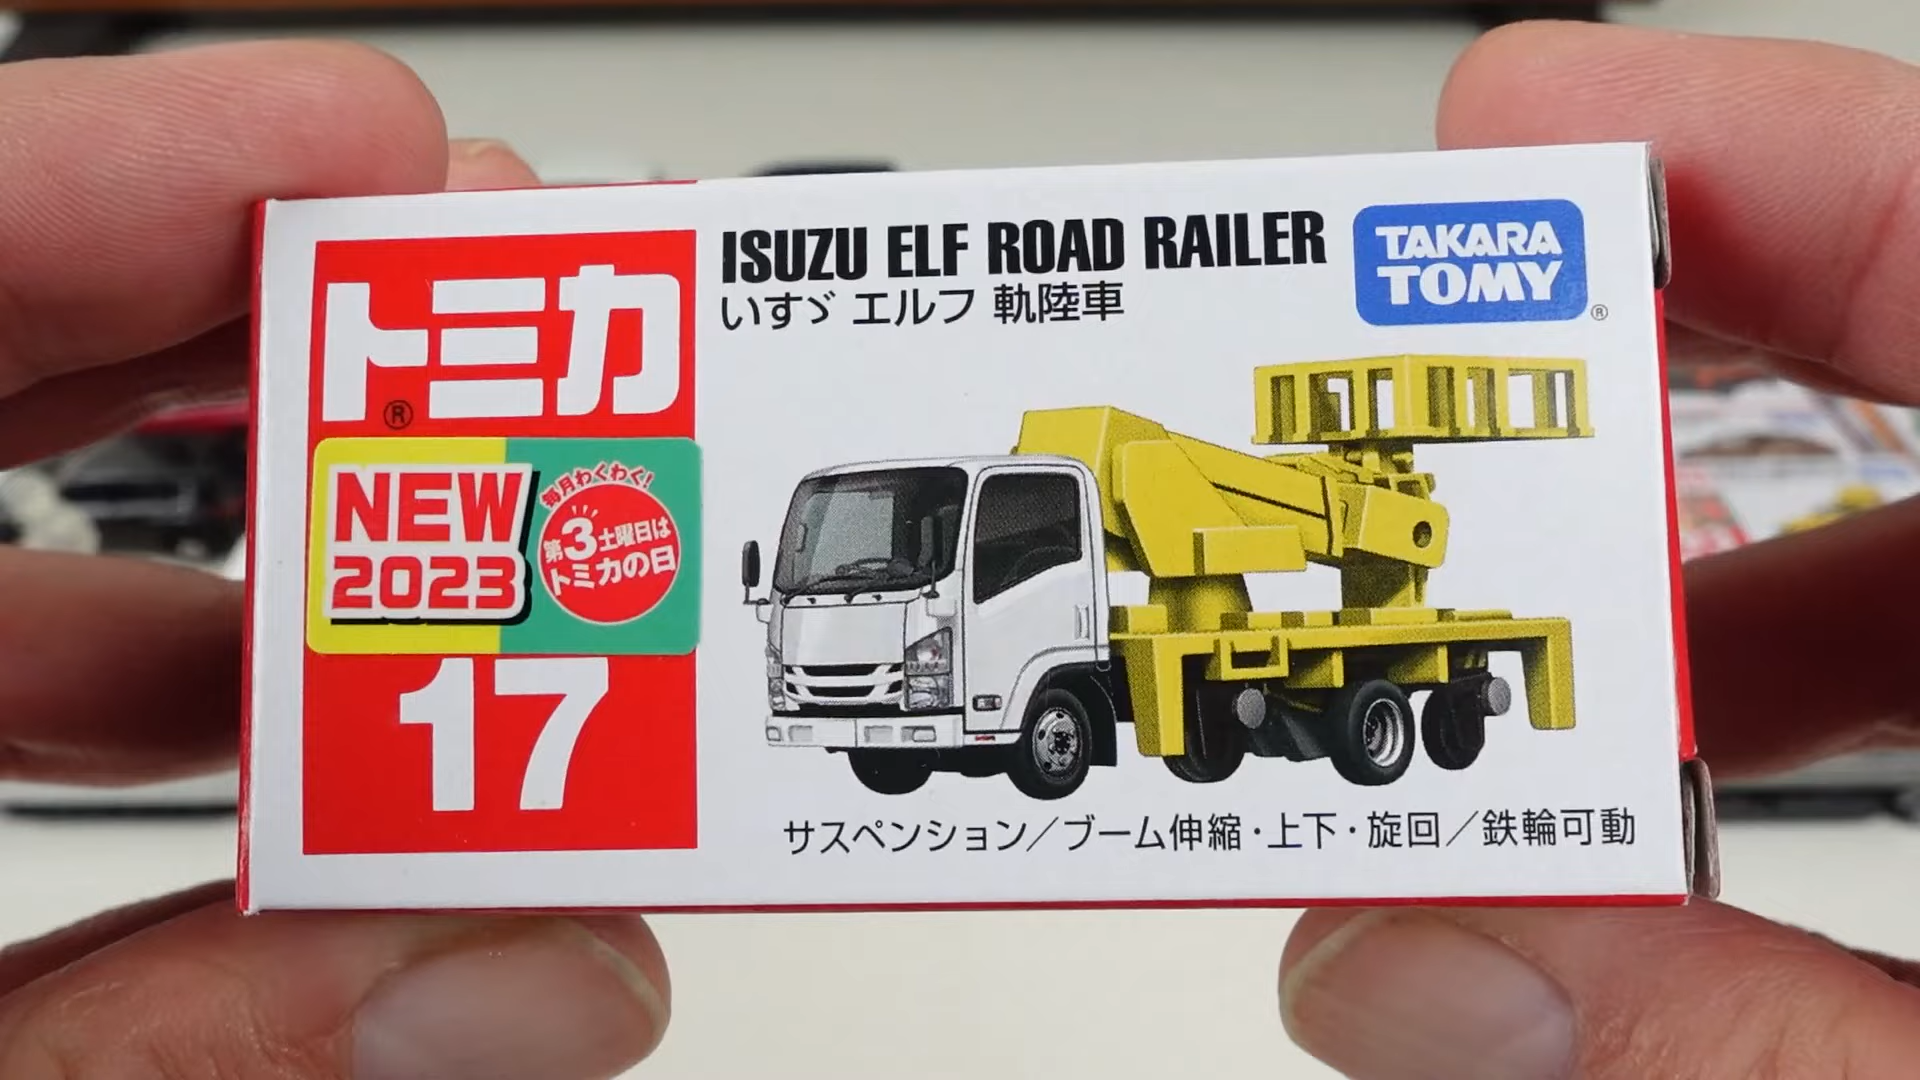 トミカ
®
NEW
2023
毎月わくわく!
第3土曜日は
トミカの日
17
ISUZU ELF ROAD RAILER
いすゞ エルフ 軌陸車
TAKARA
TOMY
®
サスペンション／ブーム伸縮・上下・旋回／鉄輪可動